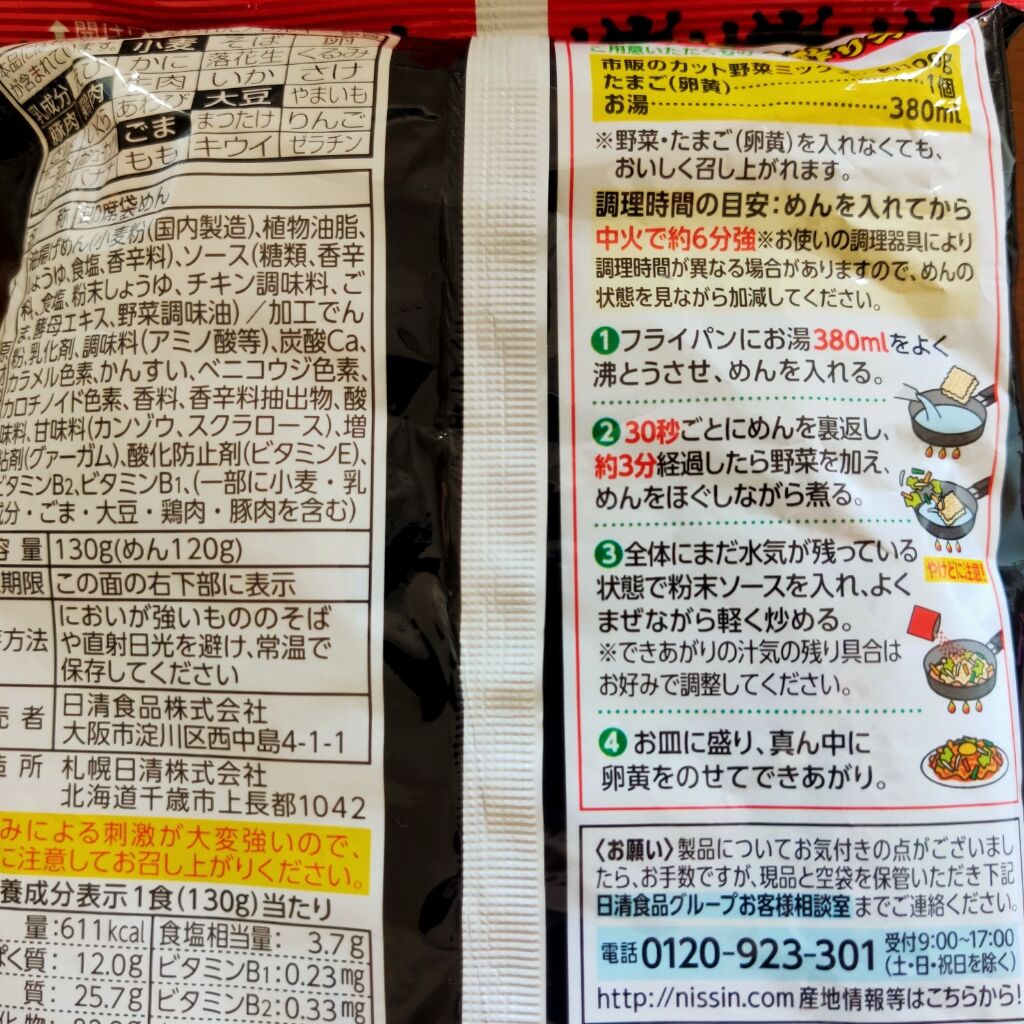 小麦 そば 卵
かに 落花生 くるみ
牛肉 いか さけ
あわび 大豆 やまいも
ごま まつたけ りんご
もも キウイ ゼラチン
乳成分
豚肉 鶏肉
油揚げめん(小麦粉(国内製造)、植物油脂、
しょうゆ、食塩、香辛料)、ソース(糖類、香辛
料、食塩、粉末しょうゆ、チキン調味料、ご
ま、酵母エキス、野菜調味油)/加工でん
粉、乳化剤、調味料(アミノ酸等)、炭酸Ca、
カラメル色素、かんすい、ベニコウジ色素、
カロチノイド色素、香料、香辛料抽出物、酸
味料、甘味料(カンゾウ、スクラロース)、増
粘剤(グァーガム)、酸化防止剤(ビタミンE)、
ビタミンB2、ビタミンB1、(一部に小麦・乳
成分・ごま・大豆・鶏肉・豚肉を含む)
容量 130g(めん120g)
期限 この面の右下部に表示
方法 においが強いもののそば
や直射日光を避け、常温で
保存してください
売者 日清食品株式会社
大阪市淀川区西中島4-1-1
造所 札幌日清株式会社
北海道千歳市上長都1042
みによる刺激が大変強いので、
に注意してお召し上がりください。
養成分表示1食(130g)当たり
量:611kcal 食塩相当量: 3.7g
ぱく質: 12.0g ビタミンB1:0.23mg
質: 25.7g ビタミンB2:0.33mg
市販のカット野菜ミックス
たまご(卵黄)……1個
お湯……380ml
※野菜・たまご(卵黄)を入れなくても、
おいしく召し上がれます。
調理時間の目安:めんを入れてから
中火で約6分強※お使いの調理器具により
調理時間が異なる場合がありますので、めんの
状態を見ながら加減してください。
1 フライパンにお湯380mlをよく
沸とうさせ、めんを入れる。
2 30秒ごとにめんを裏返し、
約3分経過したら野菜を加え、
めんをほぐしながら煮る。
やけどに注意!
3 全体にまだ水気が残っている
状態で粉末ソースを入れ、よく
まぜながら軽く炒める。
※できあがりの汁気の残り具合は
お好みで調整してください。
4 お皿に盛り、真ん中に
卵黄をのせてできあがり。
〈お願い〉製品についてお気付きの点がございまし
たら、お手数ですが、現品と空袋を保管いただき下記
日清食品グループお客様相談室までご連絡ください。
電話 0120-923-301 受付9:00~17:00
(土・日・祝日を除く)
http://nissin.com 産地情報等はこちらから!